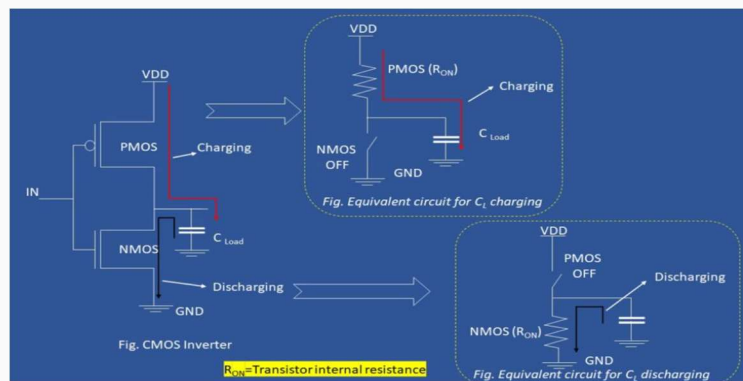 VDD
PMOS
Charging
IN
NMOS
C Load
Discharging
GND
Fig. CMOS Inverter
VDD
PMOS (RON)
Charging
NMOS
OFF
C Load
GND
Fig. Equivalent circuit for CL charging
VDD
PMOS
OFF
Discharging
NMOS (RON)
GND
Fig. Equivalent circuit for CL discharging
RON=Transistor internal resistance